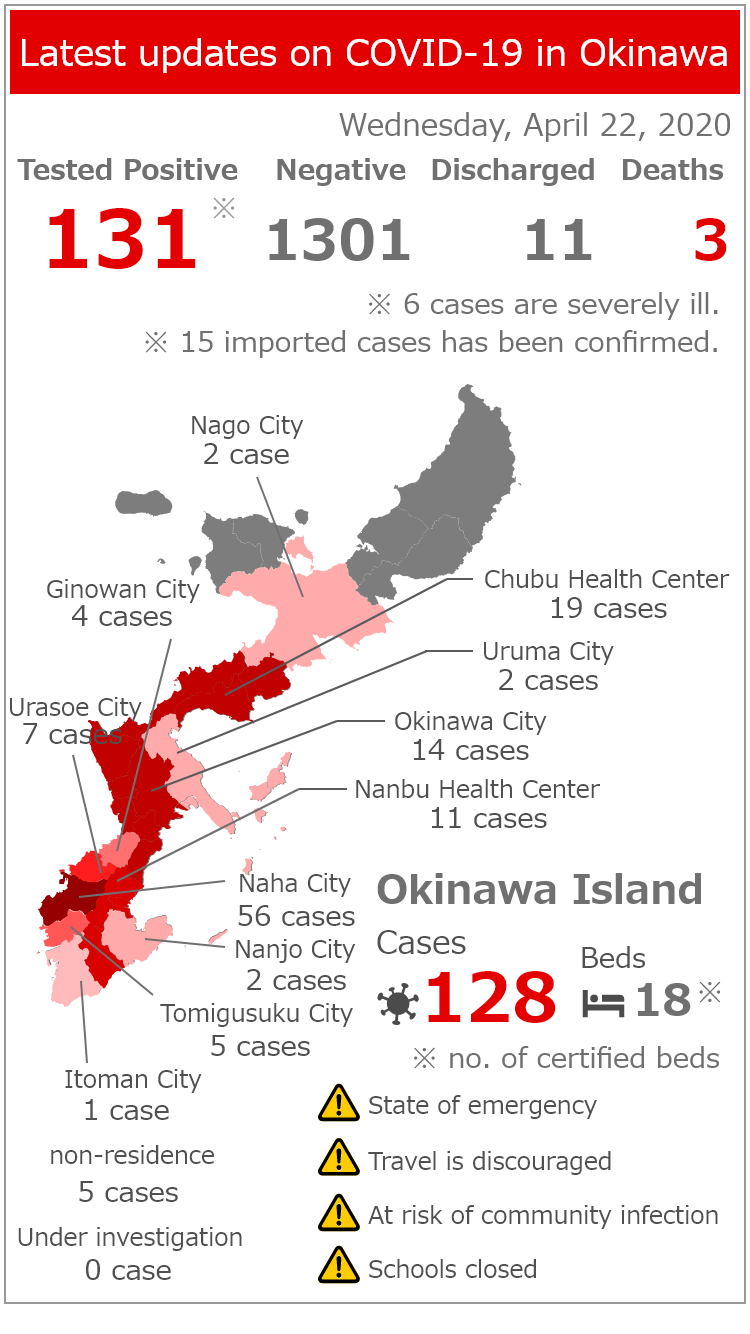 Latest updates on COVID-19 in Okinawa
Wednesday, April 22, 2020
Tested Positive Negative Discharged Deaths
131 ※ 1301 11 3
※ 6 cases are severely ill.
※ 15 imported cases has been confirmed.
Nago City
2 case
Ginowan City
4 cases
Chubu Health Center
19 cases
Uruma City
2 cases
Urasoe City
7 cases
Okinawa City
14 cases
Nanbu Health Center
11 cases
Naha City
56 cases
Nanjo City
2 cases
Tomigusuku City
5 cases
Itoman City
1 case
Okinawa Island
Cases
128
Beds
18 ※
※ no. of certified beds
non-residence
5 cases
Under investigation
0 case
State of emergency
Travel is discouraged
At risk of community infection
Schools closed